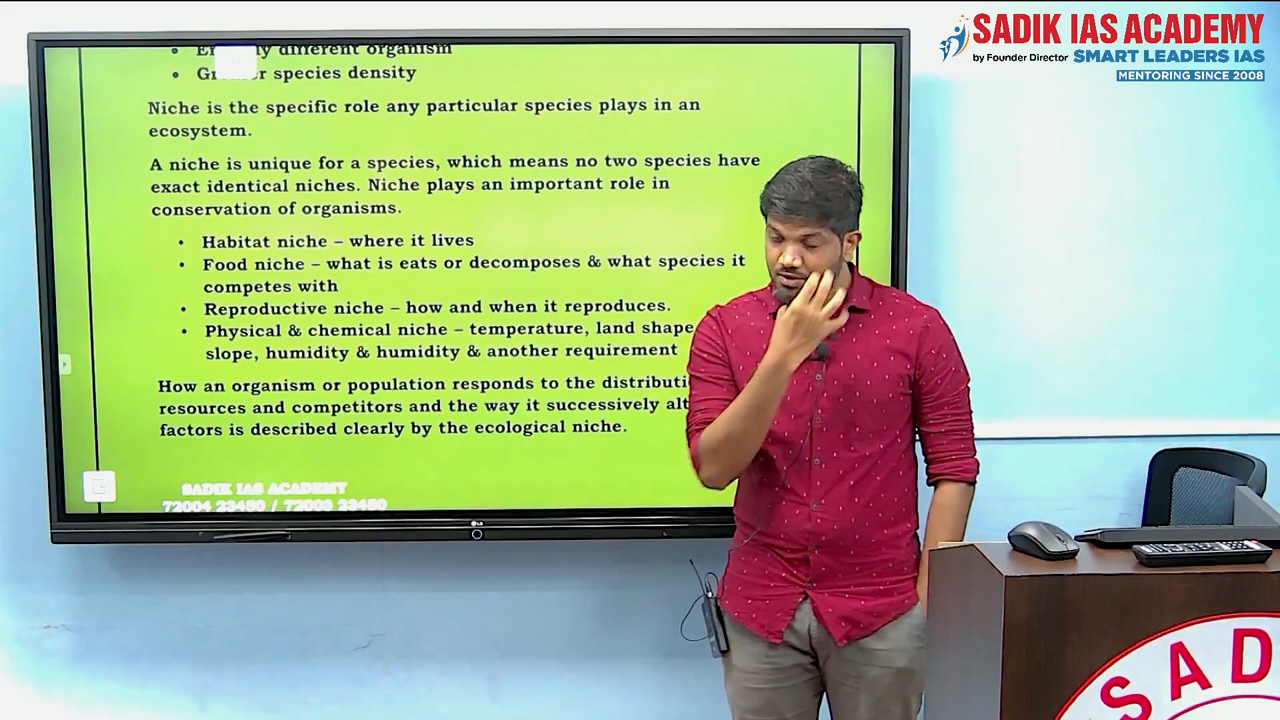 SADIK IAS ACADEMY
by Founder Director SMART LEADERS IAS
MENTORING SINCE 2008
different organism
species density
Niche is the specific role any particular species plays in an
ecosystem.
A niche is unique for a species, which means no two species have
exact identical niches. Niche plays an important role in
conservation of organisms.
• Habitat niche – where it lives
• Food niche – what is eats or decomposes & what species it
competes with
• Reproductive niche – how and when it reproduces.
• Physical & chemical niche – temperature, land shape
slope, humidity & humidity & another requirement
How an organism or population responds to the
resources and competitors and the way it successively
factors is described clearly by the ecological niche.
SADIK IAS ACADEMY
72004 23450 / 72003 23450
LG
SAD